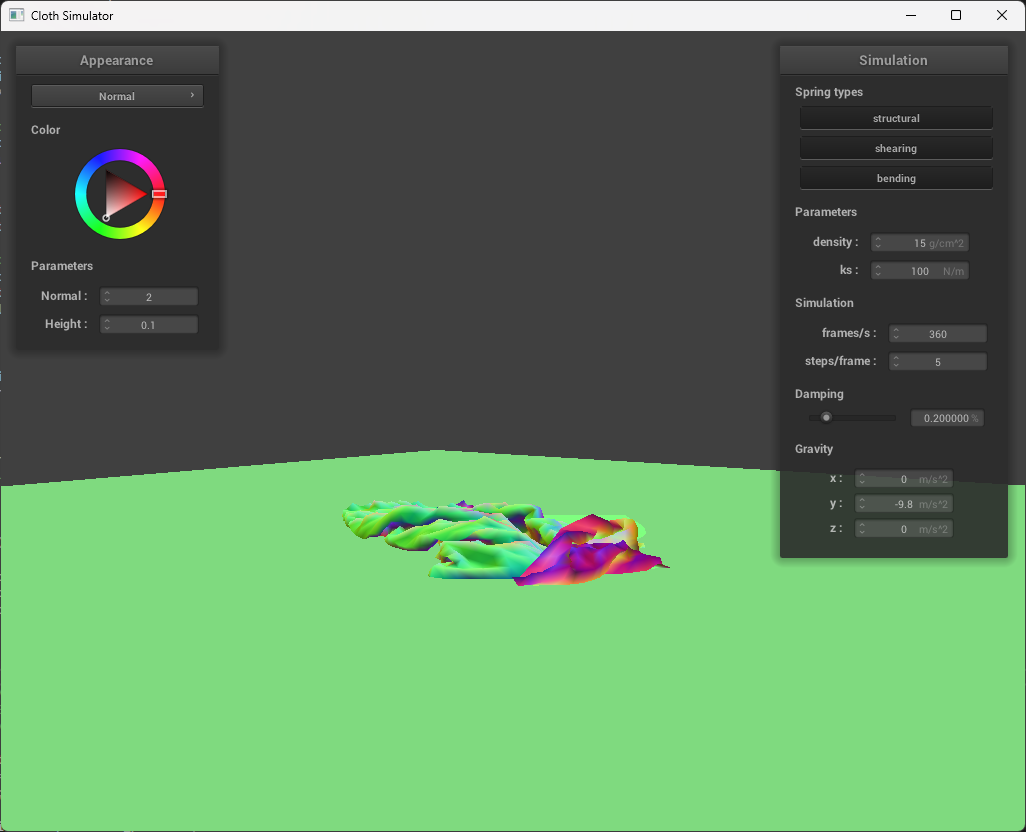 Cloth Simulator
Appearance
Normal
Color
Parameters
Normal : 2
Height : 0.1
Simulation
Spring types
structural
shearing
bending
Parameters
density : 15 g/cm^2
ks : 100 N/m
Simulation
frames/s : 360
steps/frame : 5
Damping
0.200000 %
Gravity
x : 0 m/s^2
y : -9.8 m/s^2
z : 0 m/s^2